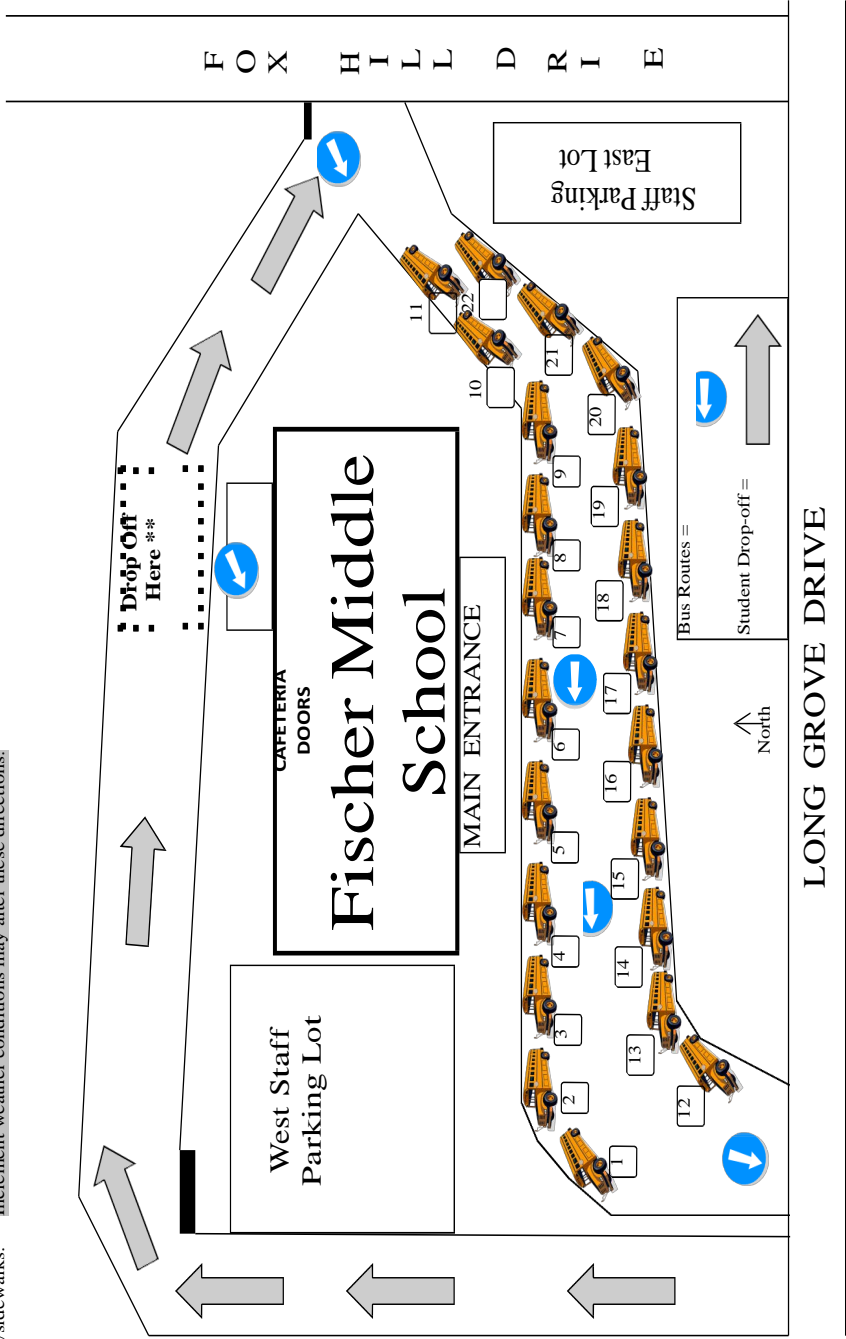 /sidewalks. Inclement weather conditions may alter these directions.
FOX HILL DRIE
Drop Off
Here **
CAFETERIA
DOORS
Fischer Middle
School
MAIN ENTRANCE
West Staff
Parking Lot
Staff Parking
East Lot
1
2
3
4
5
6
7
8
9
10
11
12
13
14
15
16
17
18
19
20
21
22
Bus Routes =
Student Drop-off =
North
LONG GROVE DRIVE